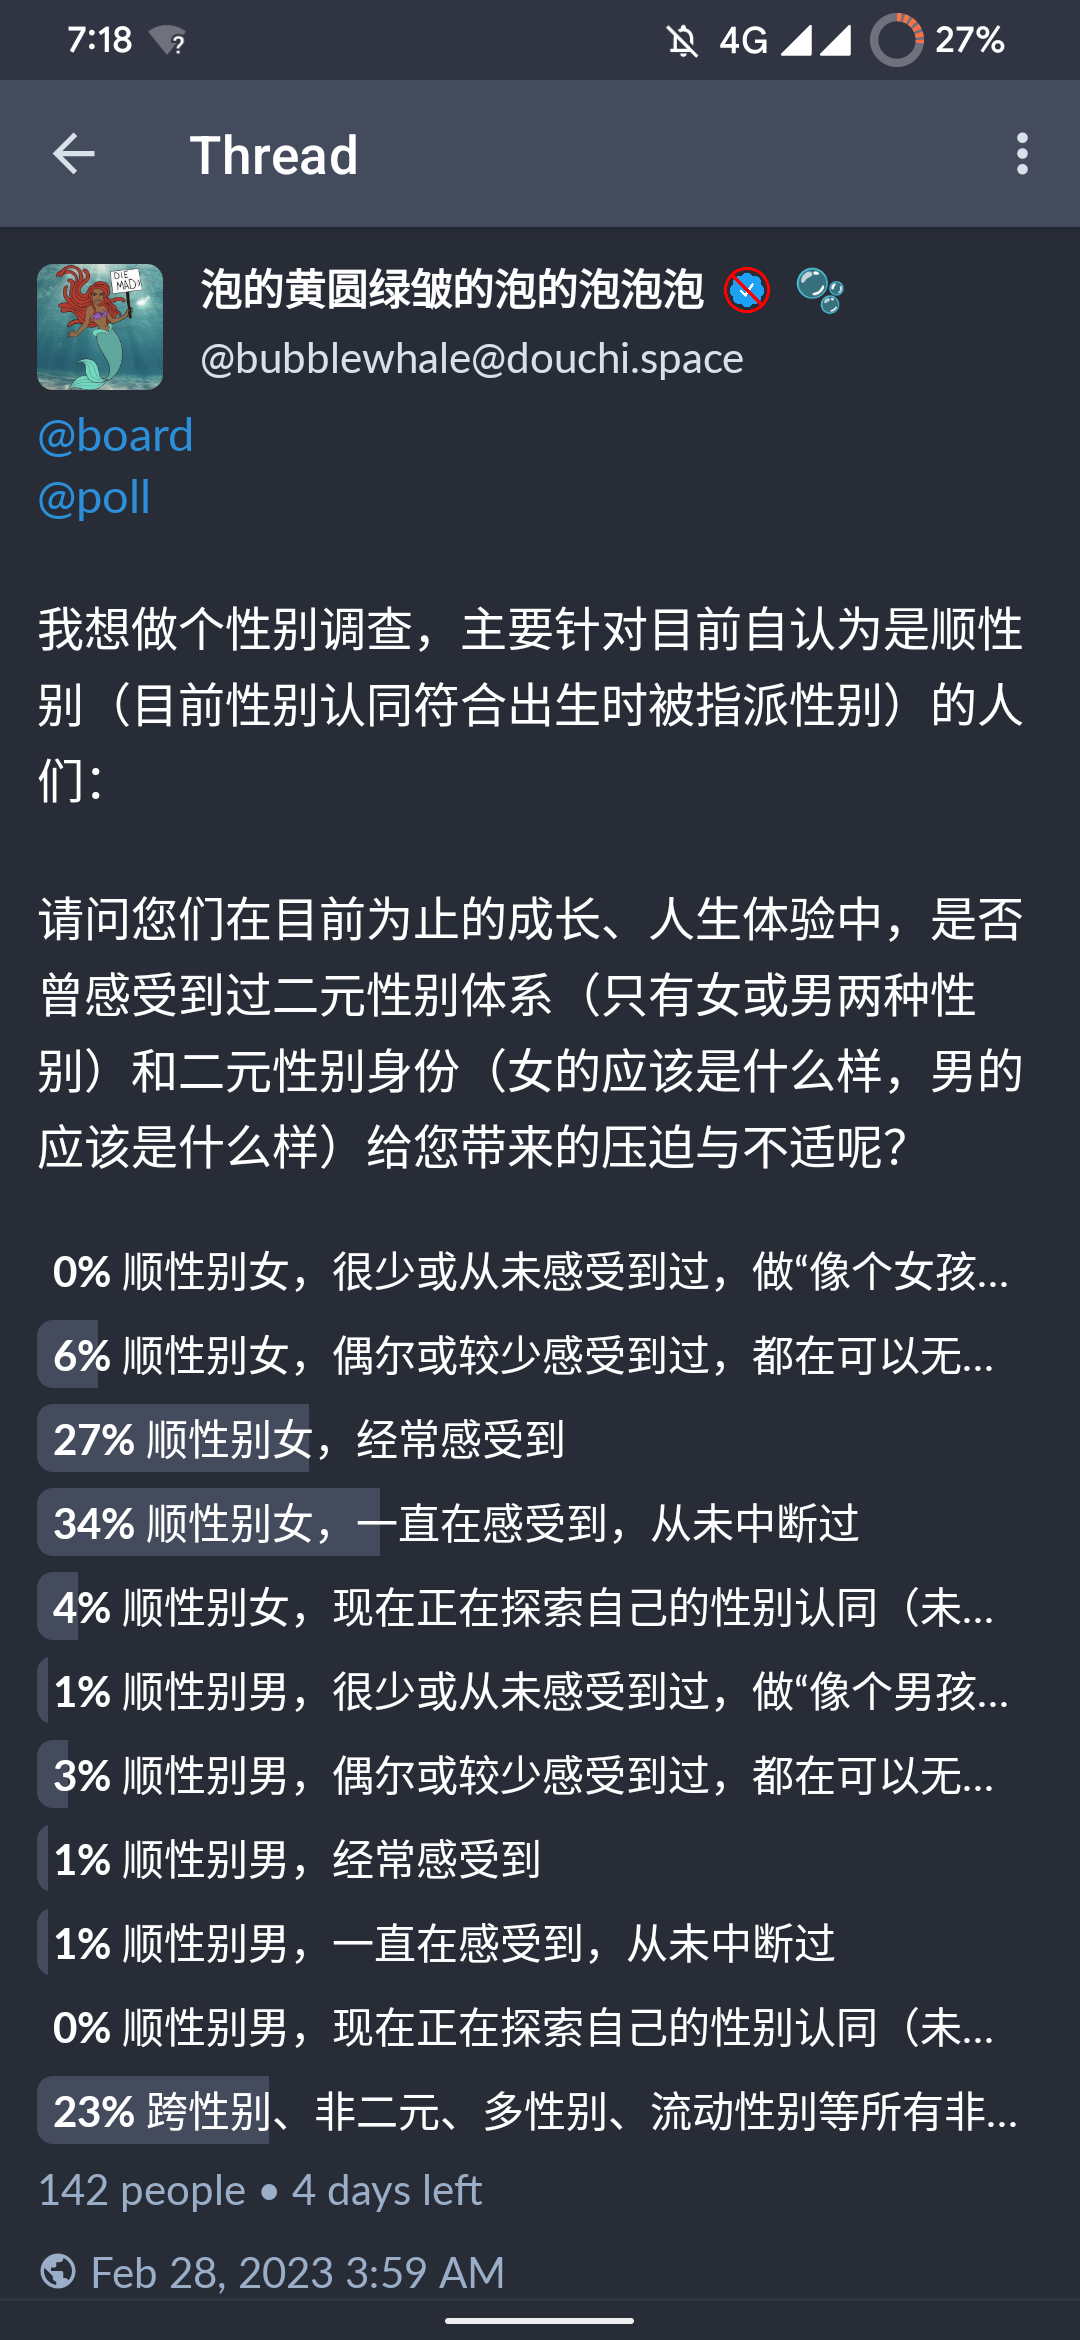 7:18
4G
27%
Thread
DIE MAD!
泡的黄圆绿皱的泡的泡泡泡
@bubblewhale@douchi.space
@board
@poll
我想做个性别调查，主要针对目前自认为是顺性
别（目前性别认同符合出生时被指派性别）的人
们：
请问您们在目前为止的成长、人生体验中，是否
曾感受到过二元性别体系（只有女或男两种性
别）和二元性别身份（女的应该是什么样，男的
应该是什么样）给您带来的压迫与不适呢？
0% 顺性别女，很少或从未感受到过，做“像个女孩...
6% 顺性别女，偶尔或较少感受到过，都在可以无...
27% 顺性别女，经常感受到
34% 顺性别女，一直在感受到，从未中断过
4% 顺性别女，现在正在探索自己的性别认同（未...
1% 顺性别男，很少或从未感受到过，做“像个男孩...
3% 顺性别男，偶尔或较少感受到过，都在可以无...
1% 顺性别男，经常感受到
1% 顺性别男，一直在感受到，从未中断过
0% 顺性别男，现在正在探索自己的性别认同（未...
23% 跨性别、非二元、多性别、流动性别等所有非...
142 people • 4 days left
Feb 28, 2023 3:59 AM